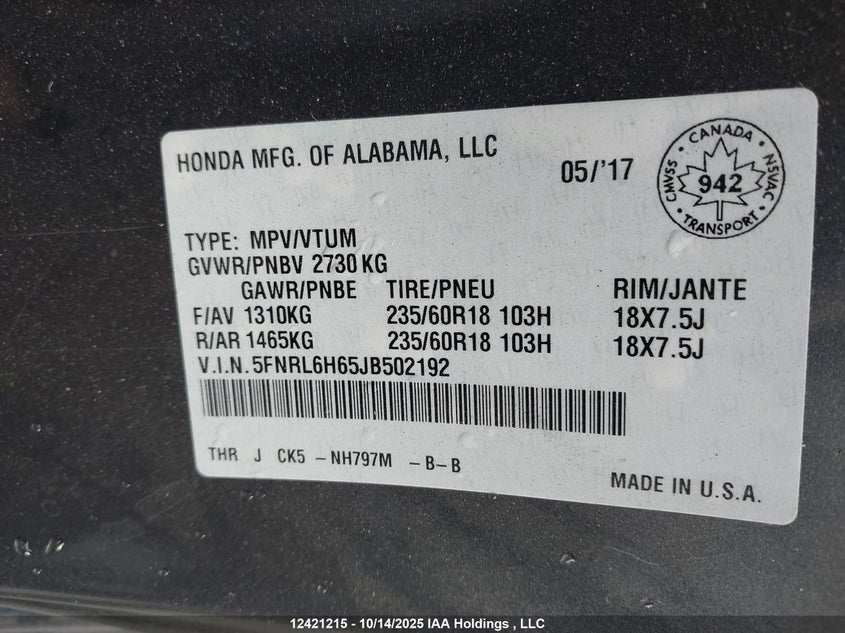 HONDA MFG. OF ALABAMA, LLC
05/'17
CMVSS · CANADA · NSVAC · TRANSPORT ·
942
TYPE: MPV/VTUM
GVWR/PNBV 2730 KG
GAWR/PNBE TIRE/PNEU RIM/JANTE
F/AV 1310KG 235/60R18 103H 18X7.5J
R/AR 1465KG 235/60R18 103H 18X7.5J
V.I.N. 5FNRL6H65JB502192
THR J CK5 -NH797M -B-B
MADE IN U.S.A.
12421215 - 10/14/2025 IAA Holdings , LLC